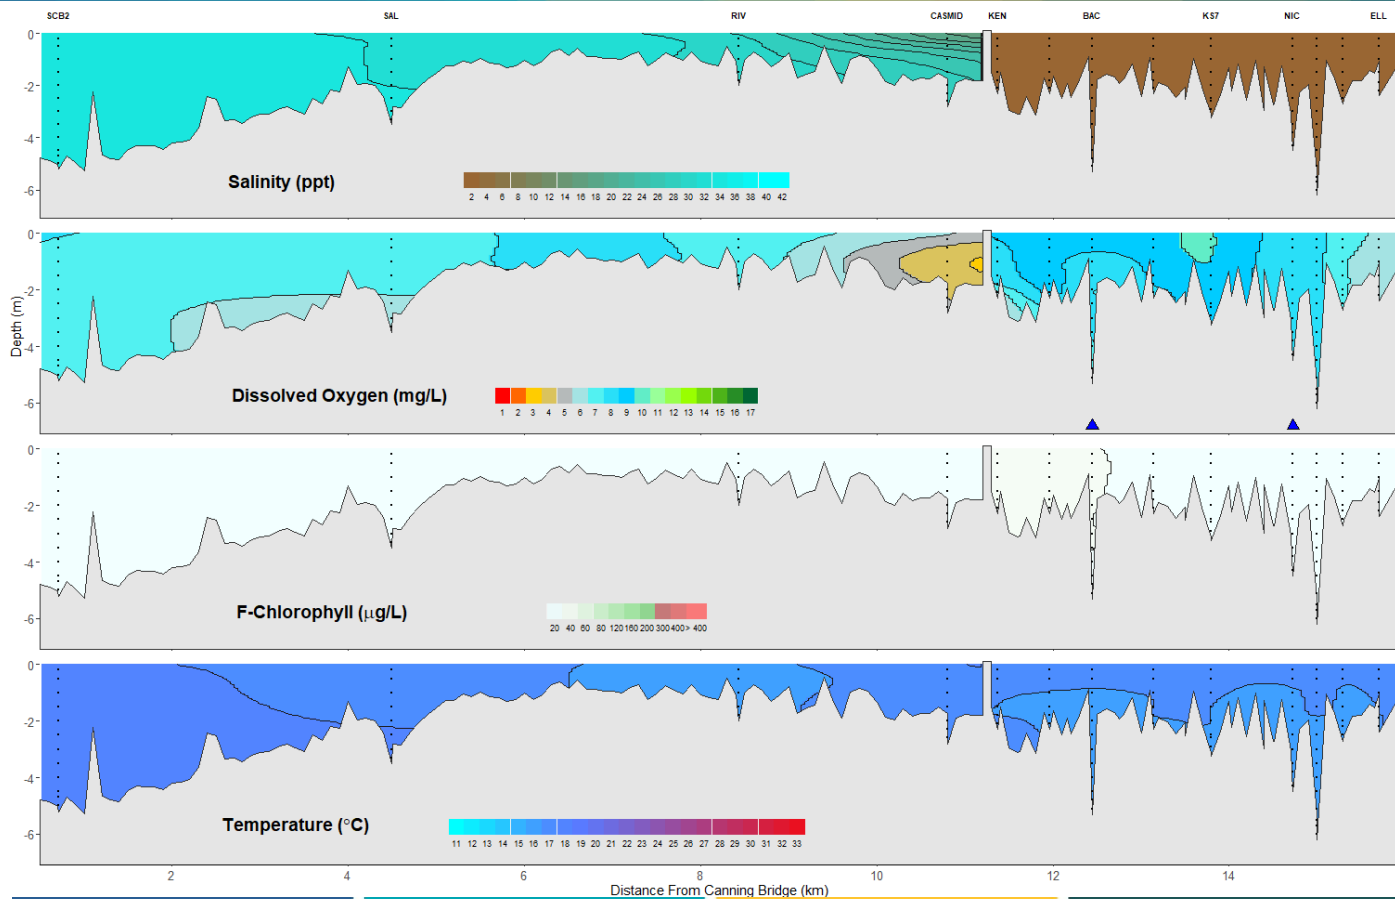 SCB2 SAL RIV CASMID KEN BAC KS7 NIC ELL
0
-2
-4
-6
Salinity (ppt)
2 4 6 8 10 12 14 16 18 20 22 24 26 28 30 32 34 36 38 40 42
0
-2
-4
-6
Depth (m)
Dissolved Oxygen (mg/L)
1 2 3 4 5 6 7 8 9 10 11 12 13 14 15 16 17
0
-2
-4
-6
F-Chlorophyll (µg/L)
20 40 60 80 120 160 200 300 400 > 400
0
-2
-4
-6
Temperature (°C)
11 12 13 14 15 16 17 18 19 20 21 22 23 24 25 26 27 28 29 30 31 32 33
2 4 6 8 10 12 14
Distance From Canning Bridge (km)